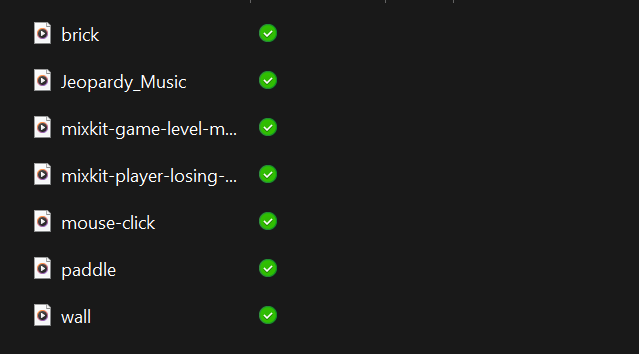 brick
Jeopardy_Music
mixkit-game-level-m...
mixkit-player-losing-...
mouse-click
paddle
wall